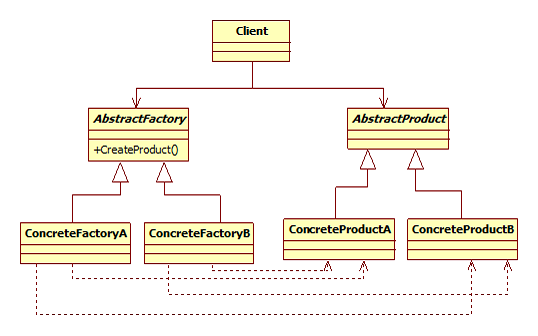 Client
AbstractFactory
+CreateProduct()
AbstractProduct
ConcreteFactoryA
ConcreteFactoryB
ConcreteProductA
ConcreteProductB